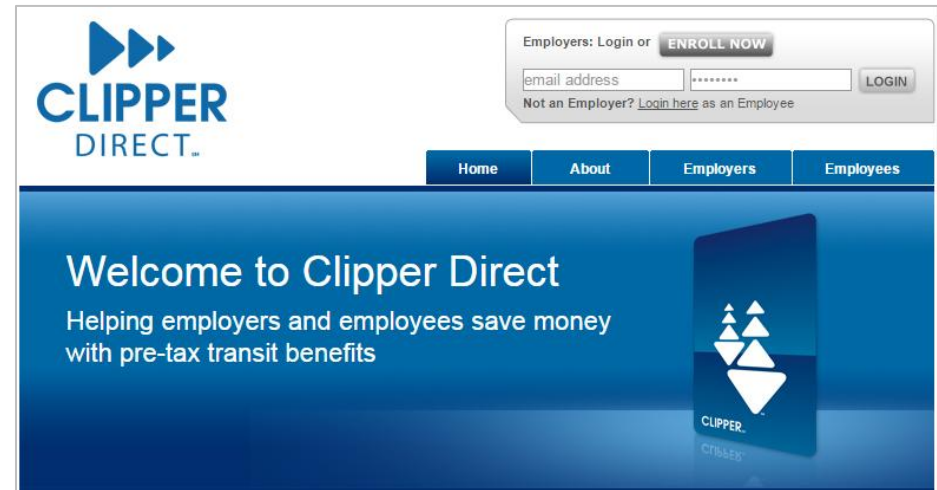 CLIPPER
DIRECT℠
Employers: Login or ENROLL NOW
email address •••••••• LOGIN
Not an Employer? Login here as an Employee
Home About Employers Employees
Welcome to Clipper Direct
Helping employers and employees save money
with pre-tax transit benefits
CLIPPER